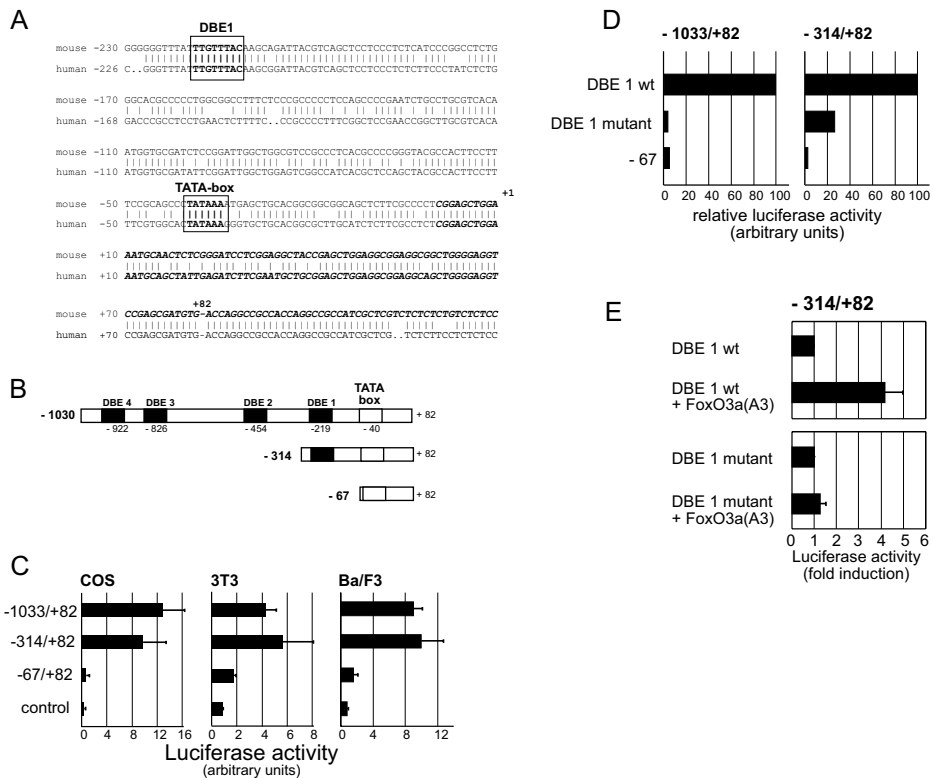 A
DBE1
mouse -230 GGGGGGTTTATTTGTTTACAAGCAGATTACGTCAGCTCCTCCCTCTCATCCCGGCCTCTG
human -226 C..GGGTTTATTTGTTTACAAGCGGATTACGTCAGCTCCTCCCTCTCTTCCCTATCTCTG
mouse -170 GGCACGCCCCCTGGCGGCCTTTCTCCCGCCCCCTCCAGCCCCGAATCTGCCTGCGTCACA
human -168 GACCCGCCTCCTGAACTCTTTTC..CCGCCCCTTTCGGCTCCGAACCGGCTTGCGTCACA
mouse -110 ATGGTGCGATCTCCGGATTGGCTGGCGTCCGCCCTCACGCCCCGGGTACGCCACTTCCTT
human -110 ATGGTGCGATATTCGGATTGGCTGGAGTCGGCCATCACGCTCCAGCTACGCCACTTCCTT
TATA-box
+1
mouse -50 TCCGCAGCCCTATAAAATGAGCTGCACGGCGGCGGCAGCTCTTCGCCCCTCGGAGCTGGA
human -50 TTCGTGGCACTATAAAGGGTGCTGCACGGCGCTTGCATCTCTTCGCCTCTCGGAGCTGGA
mouse +10 AATGCAACTCTCGGGATCCTCGGAGGCTACCGAGCTGGAGGCGGAGGCGGCTGGGGAGGT
human +10 AATGCAGCTATTGAGATCTTCGAATGCTGCGGAGCTGGAGGCGGAGGCAGCTGGGGAGGT
+82
mouse +70 CCGAGCGATGTG-ACCAGGCCGCCACCAGGCCGCCATCGCTCGTCTCTCTCTGTCTCTCC
human +70 CCGAGCGATGTG-ACCAGGCCGCCACCAGGCCGCCATCGCTCG..TCTCTTCCTCTCTCC
B
TATA
box
DBE 4 DBE 3 DBE 2 DBE 1
- 1030 + 82
- 922 - 826 - 454 - 219 - 40
- 314 + 82
- 67 + 82
C
COS 3T3 Ba/F3
-1033/+82
-314/+82
-67/+82
control
0 4 8 12 16 0 2 4 6 8 0 4 8 12
Luciferase activity
(arbitrary units)
D
- 1033/+82 - 314/+82
DBE 1 wt
DBE 1 mutant
- 67
0 20 40 60 80 100 0 20 40 60 80 100
relative luciferase activity
(arbitrary units)
E
- 314/+82
DBE 1 wt
DBE 1 wt
+ FoxO3a(A3)
DBE 1 mutant
DBE 1 mutant
+ FoxO3a(A3)
0 1 2 3 4 5 6
Luciferase activity
(fold induction)